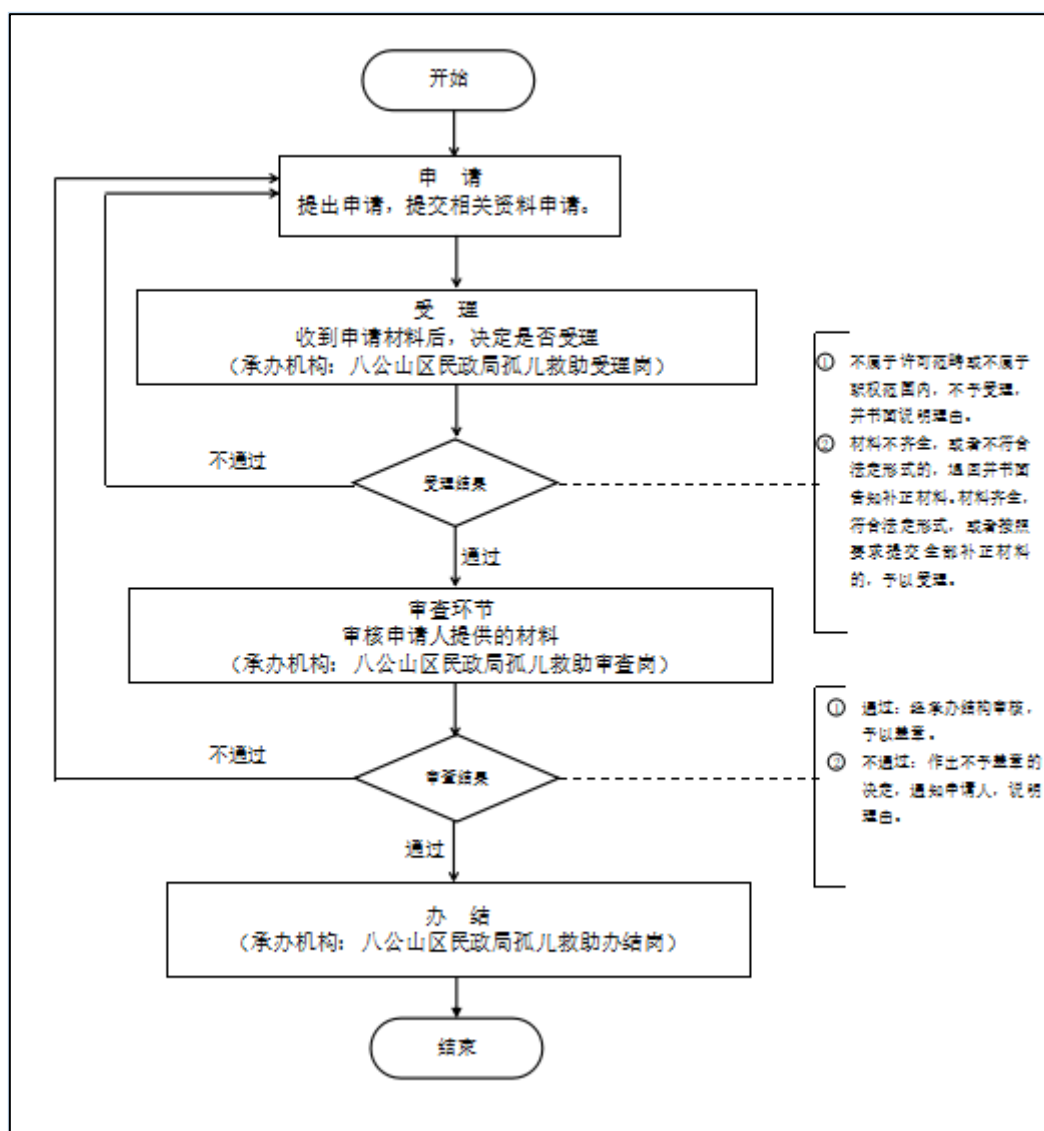 开始
申 请
提出申请，提交相关资料申请。
受 理
收到申请材料后，决定是否受理
（承办机构：八公山区民政局孤儿救助受理岗）
① 不属于许可范畴或不属于
职权范围内，不予受理，
并书面说明理由。
② 材料不齐全，或者不符合
法定形式的，退回并书面
告知补正材料。材料齐全，
符合法定形式，或者按照
要求提交全部补正材料
的，予以受理。
不通过
受理结果
通过
审查环节
审核申请人提供的材料
（承办机构：八公山区民政局孤儿救助审查岗）
① 通过：经承办结构审核，
予以盖章。
② 不通过：作出不予盖章的
决定，通知申请人，说明
理由。
不通过
审查结果
通过
办 结
（承办机构：八公山区民政局孤儿救助办结岗）
结束